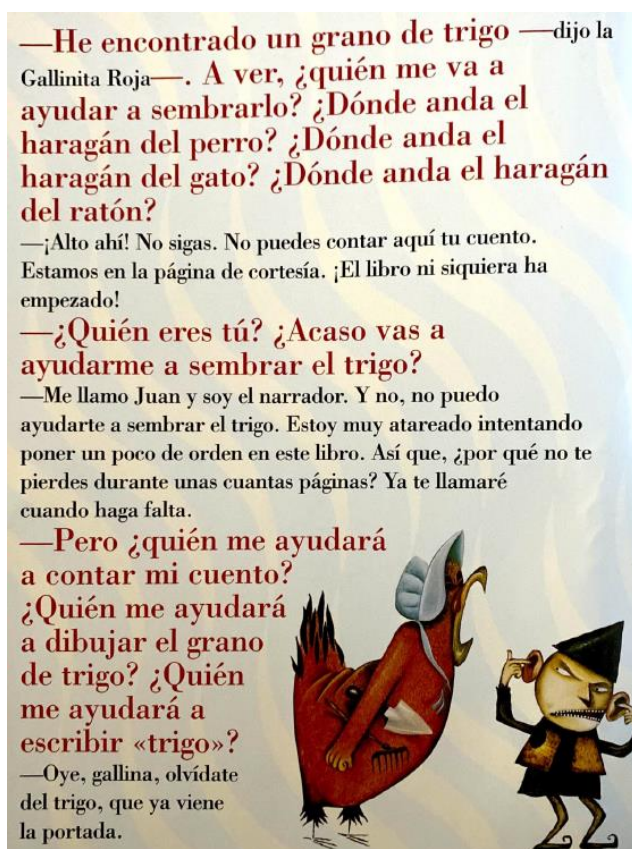 —He encontrado un grano de trigo —dijo la
Gallinita Roja—. A ver, ¿quién me va a
ayudar a sembrarlo? ¿Dónde anda el
haragán del perro? ¿Dónde anda el
haragán del gato? ¿Dónde anda el haragán
del ratón?
—¡Alto ahí! No sigas. No puedes contar aquí tu cuento.
Estamos en la página de cortesía. ¡El libro ni siquiera ha
empezado!
—¿Quién eres tú? ¿Acaso vas a
ayudarme a sembrar el trigo?
—Me llamo Juan y soy el narrador. Y no, no puedo
ayudarte a sembrar el trigo. Estoy muy atareado intentando
poner un poco de orden en este libro. Así que, ¿por qué no te
pierdes durante unas cuantas páginas? Ya te llamaré
cuando haga falta.
—Pero ¿quién me ayudará
a contar mi cuento?
¿Quién me ayudará
a dibujar el grano
de trigo? ¿Quién
me ayudará a
escribir «trigo»?
—Oye, gallina, olvídate
del trigo, que ya viene
la portada.